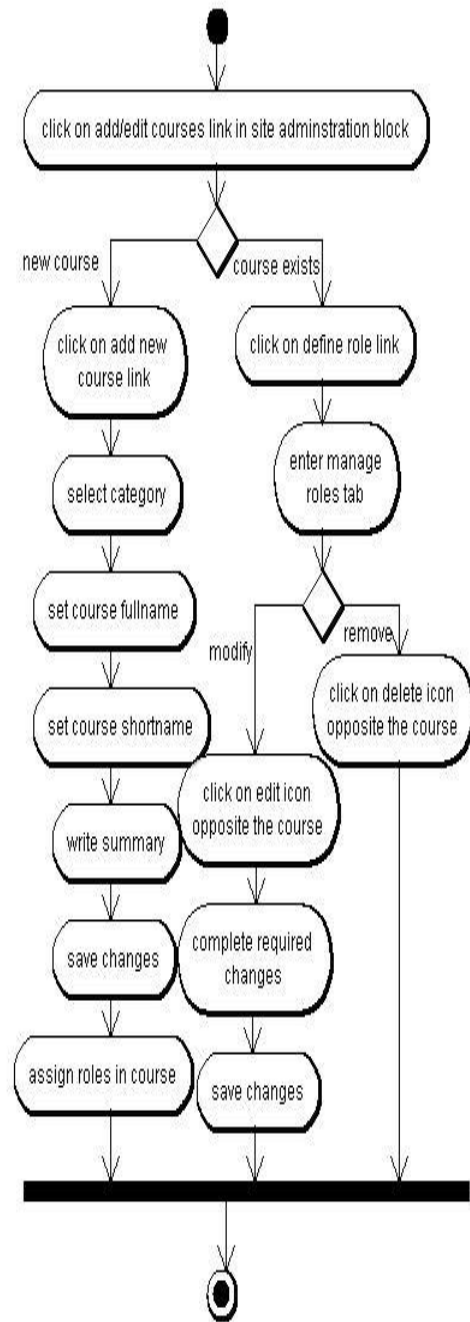 click on add/edit courses link in site adminstration block
new course
course exists
click on add new
course link
click on define role link
select category
enter manage
roles tab
set course fullname
modify
remove
set course shortname
click on delete icon
opposite the course
write summary
click on edit icon
opposite the course
save changes
complete required
changes
assign roles in course
save changes